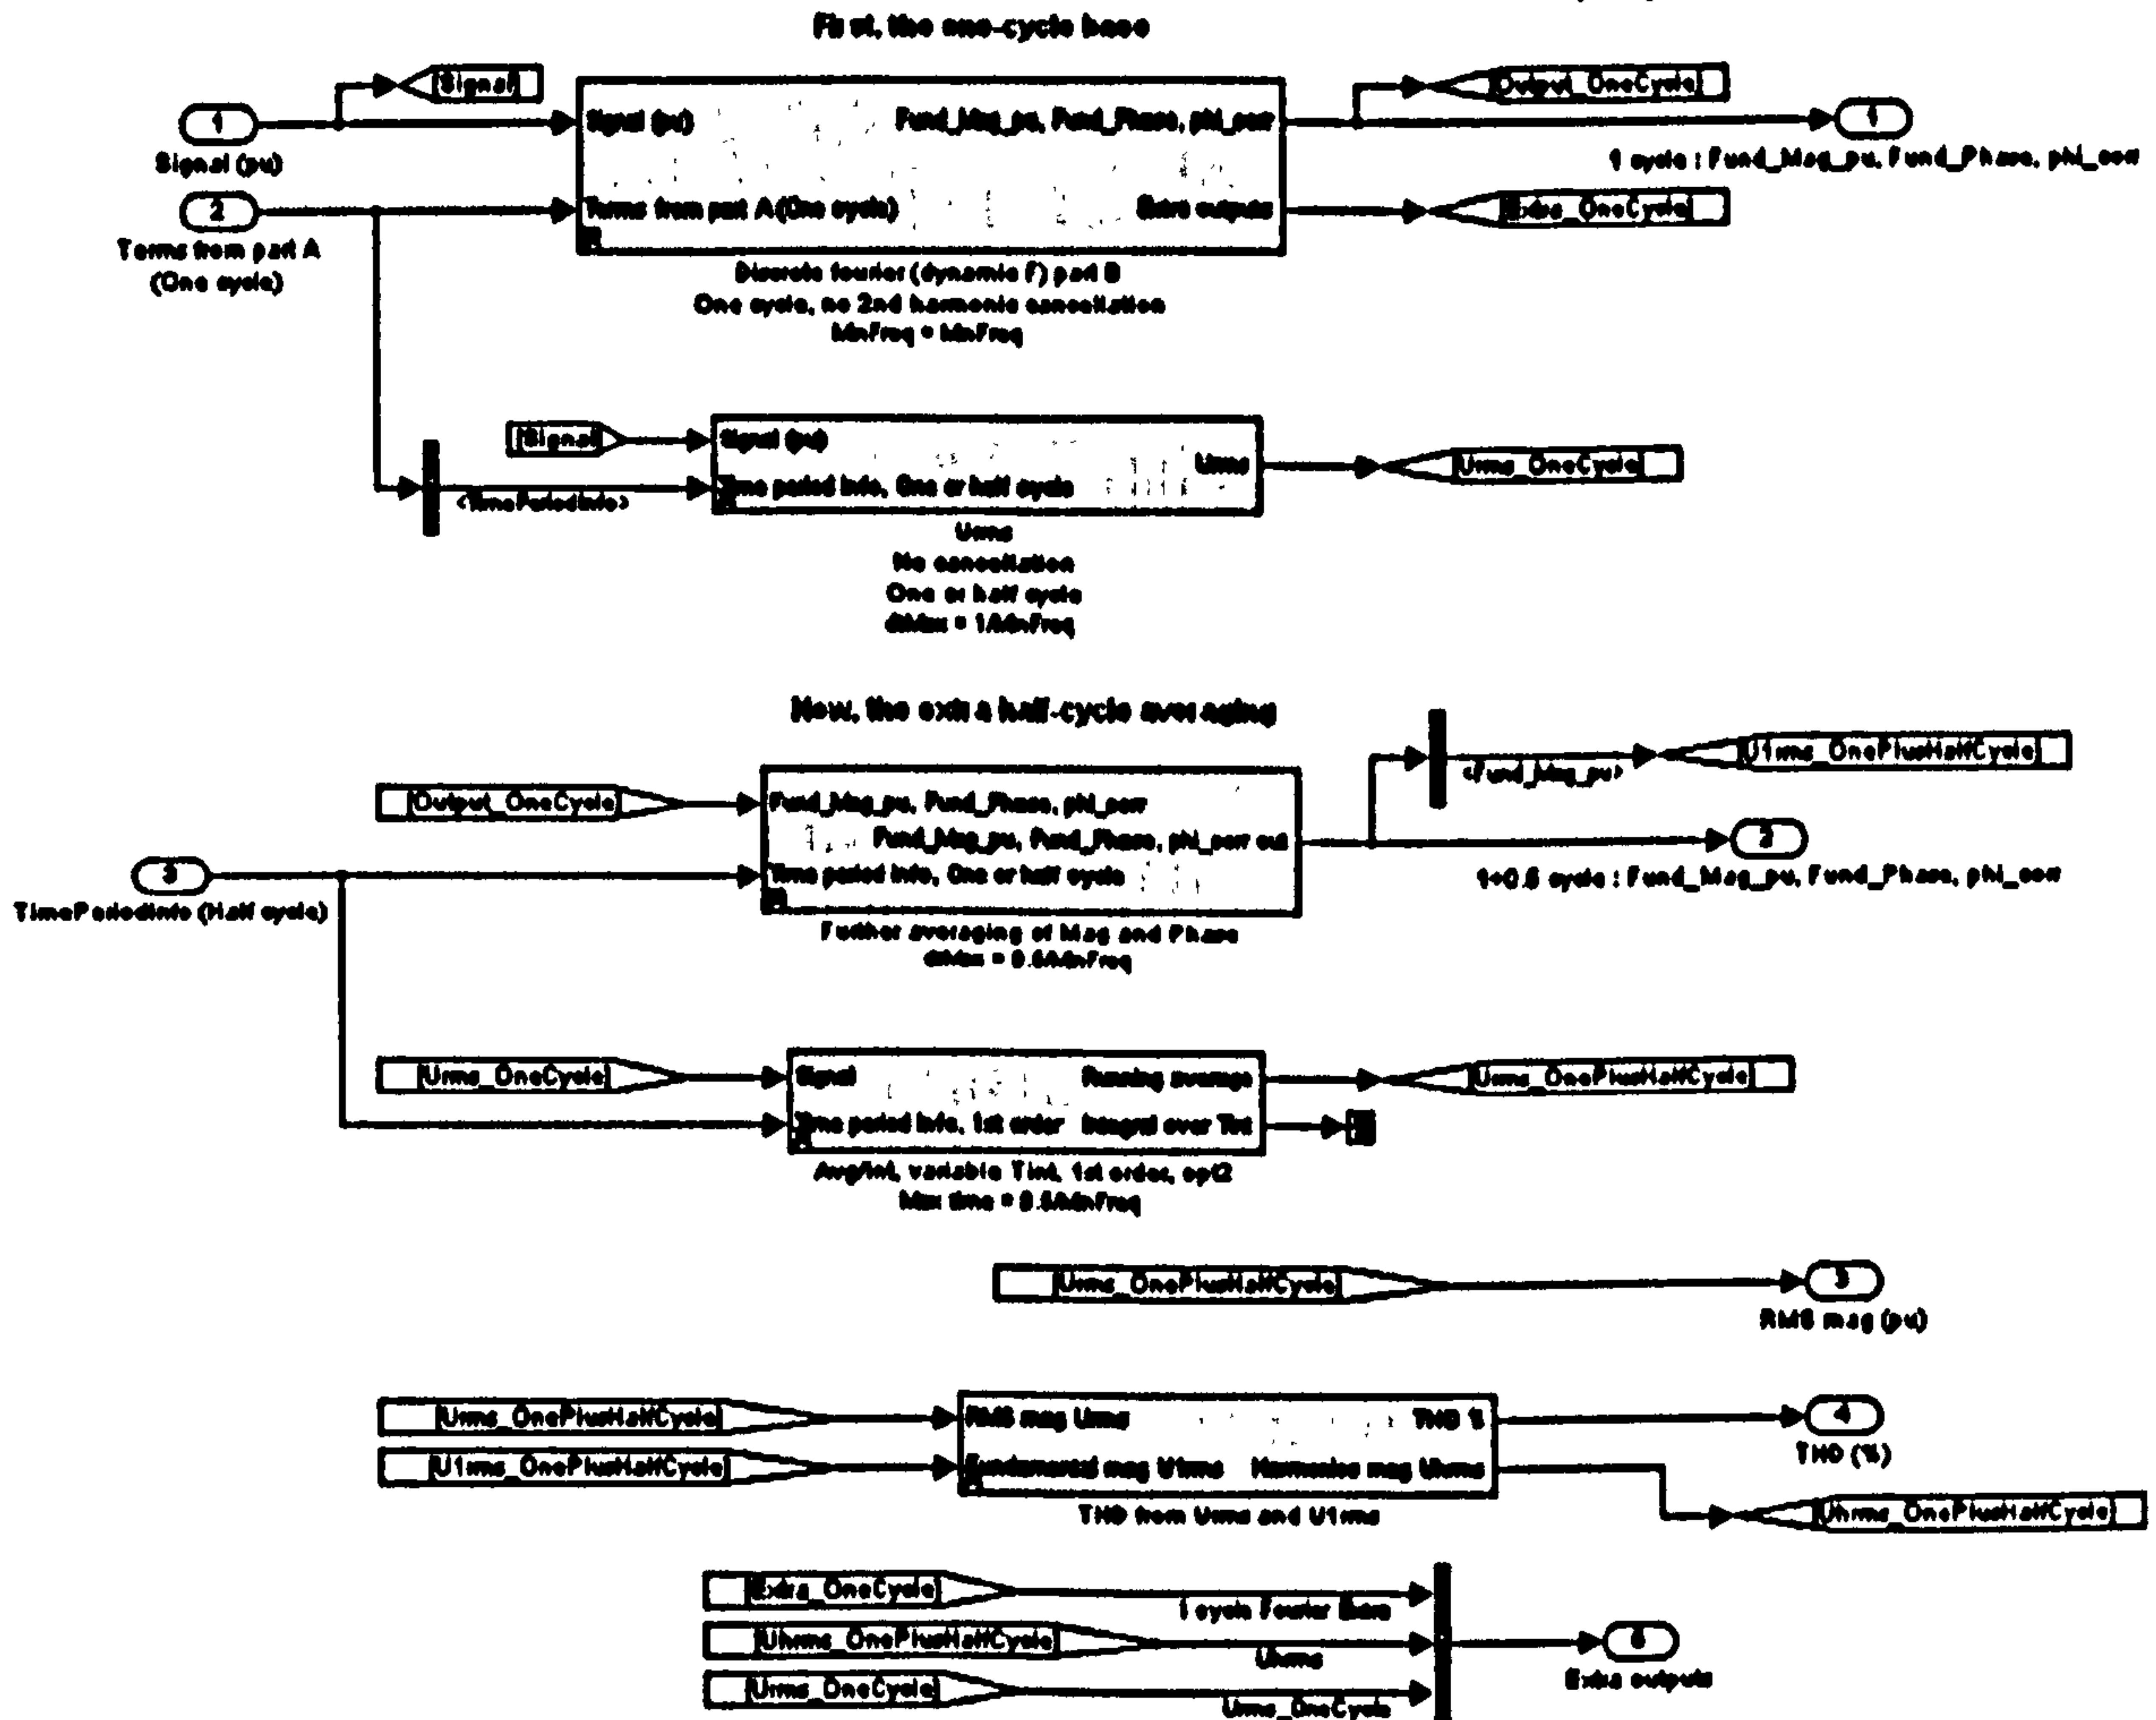 First, the one-cycle base
Signal
Output_OneCycle
1
Signal (pu)
Signal (pu)
Fund_Mag_pu, Fund_Phase, phi_corr
1
1 cycle : Fund_Mag_pu, Fund_Phase, phi_corr
2
Terms from part A
(One cycle)
Terms from part A (One cycle)
Extra outputs
Extra_OneCycle
Discrete fourier (dynamic F) part B
One cycle, no 2nd harmonic cancellation
MinFreq = MinFreq
Signal
Signal (pu)
Urms
Urms_OneCycle
<TimePeriodInfo>
Time period info, One or half cycle
Urms
No cancellation
One or half cycle
dtMax = 1/MinFreq
Now, the extra half-cycle averaging
<Fund_Mag_pu>
U1rms_OnePlusHalfCycle
Output_OneCycle
Fund_Mag_pu, Fund_Phase, phi_corr
Fund_Mag_pu, Fund_Phase, phi_corr out
2
1+0.5 cycle : Fund_Mag_pu, Fund_Phase, phi_corr
3
TimePeriodInfo (Half cycle)
Time period info, One or half cycle
Further averaging of Mag and Phase
dtMax = 0.5/MinFreq
Urms_OneCycle
Signal
Running average
Urms_OnePlusHalfCycle
Time period info, 1st order
Integral over Tint
Avg/Int, variable Tint, 1st order, opt2
Max time = 0.5/MinFreq
Urms_OnePlusHalfCycle
3
RMS mag (pu)
Urms_OnePlusHalfCycle
RMS mag Urms
THD %
4
THD (%)
U1rms_OnePlusHalfCycle
Fundamental mag U1rms
Harmonics mag Uhrms
Uhrms_OnePlusHalfCycle
THD from Urms and U1rms
Extra_OneCycle
1 cycle Fourier Extra
Uhrms_OnePlusHalfCycle
Uhrms
5
Extra outputs
Urms_OneCycle
Urms_OneCycle